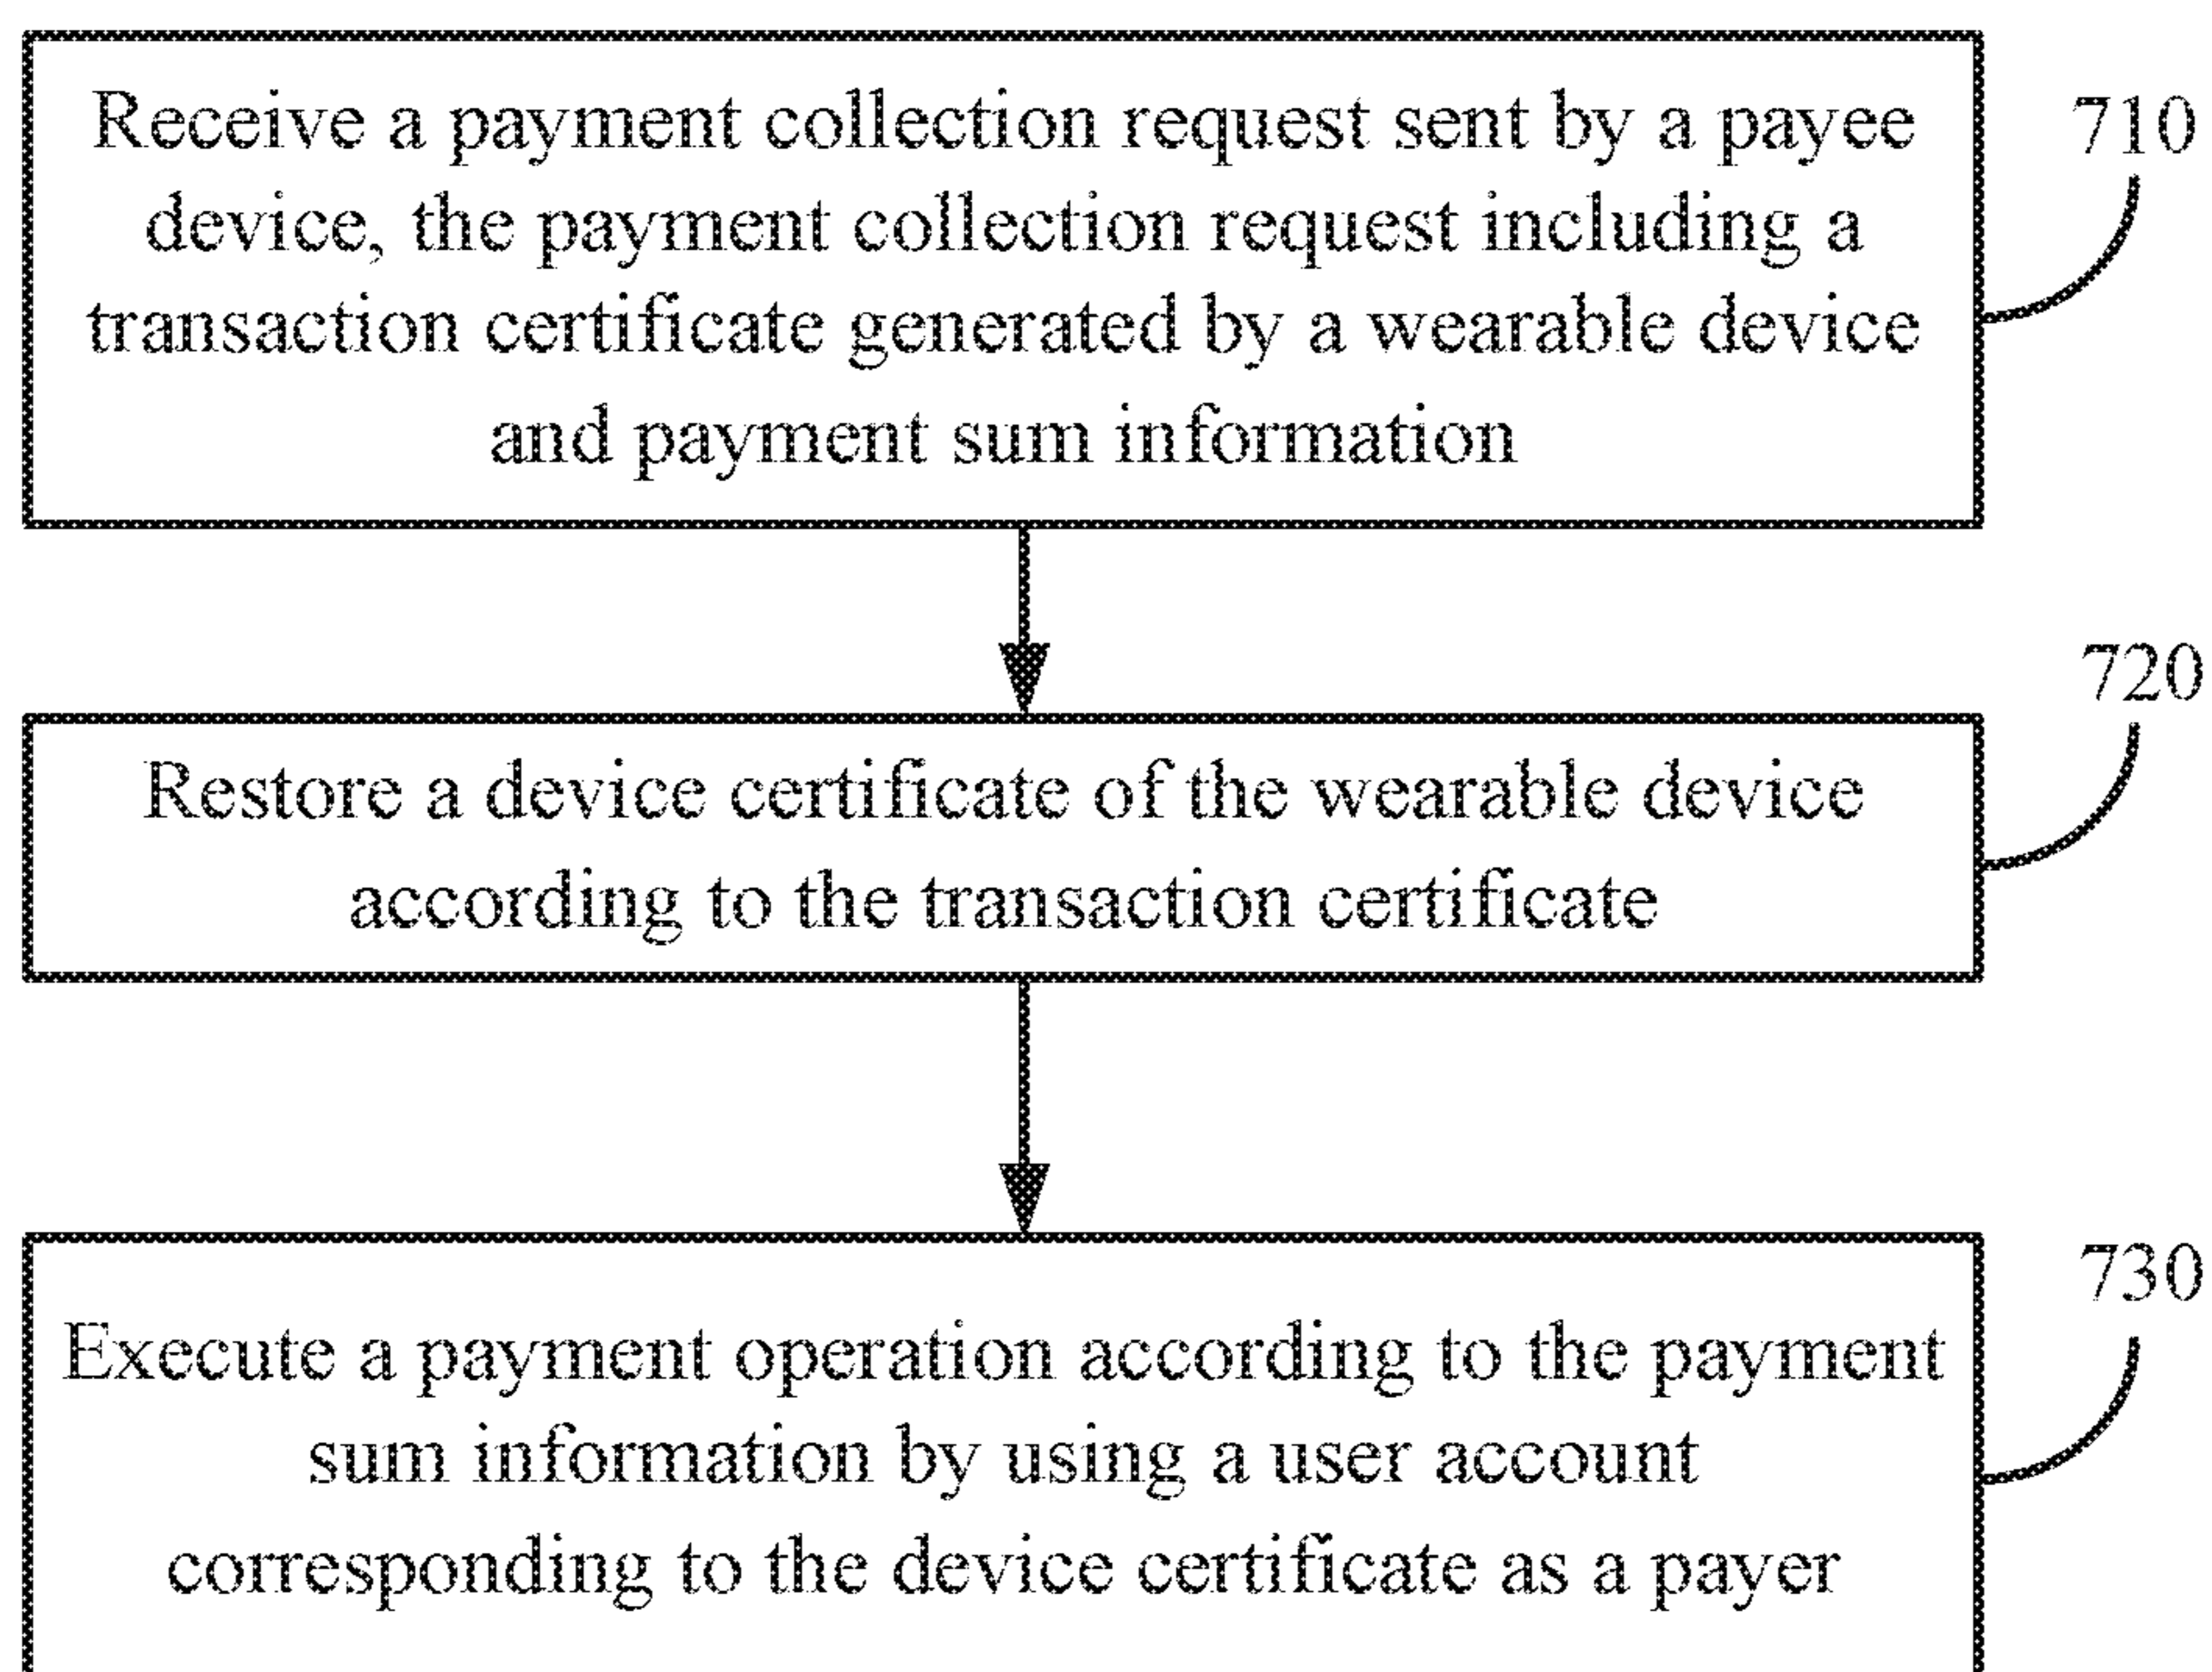 Receive a payment collection request sent by a payee
710
device, the payment collection request including a
transaction certificate generated by a wearable device
and payment sum information
720
Restore a device certificate of the wearable device
according to the transaction certificate
730
Execute a payment operation according to the payment
sum information by using a user account
corresponding to the device certificate as a payer